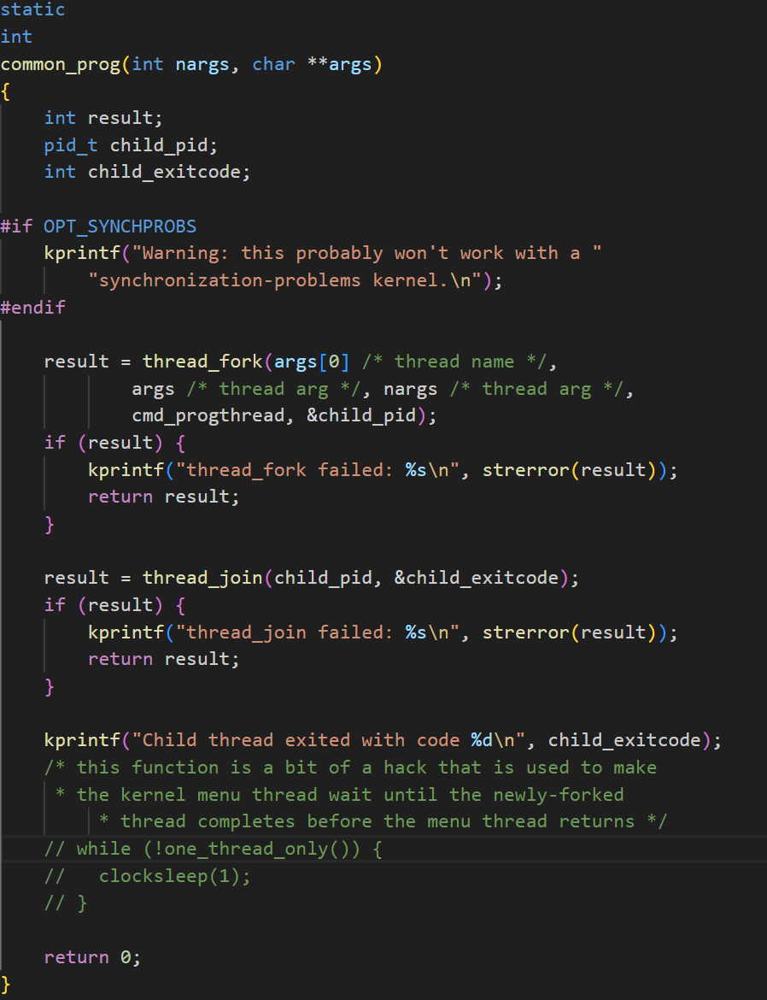 static
int
common_prog(int nargs, char **args)
{
    int result;
    pid_t child_pid;
    int child_exitcode;

#if OPT_SYNCHPROBS
    kprintf("Warning: this probably won't work with a "
        "synchronization-problems kernel.\n");
#endif

    result = thread_fork(args[0] /* thread name */,
            args /* thread arg */, nargs /* thread arg */,
            cmd_progthread, &child_pid);
    if (result) {
        kprintf("thread_fork failed: %s\n", strerror(result));
        return result;
    }

    result = thread_join(child_pid, &child_exitcode);
    if (result) {
        kprintf("thread_join failed: %s\n", strerror(result));
        return result;
    }

    kprintf("Child thread exited with code %d\n", child_exitcode);
    /* this function is a bit of a hack that is used to make
     * the kernel menu thread wait until the newly-forked
         * thread completes before the menu thread returns */
    // while (!one_thread_only()) {
    //   clocksleep(1);
    // }

    return 0;
}